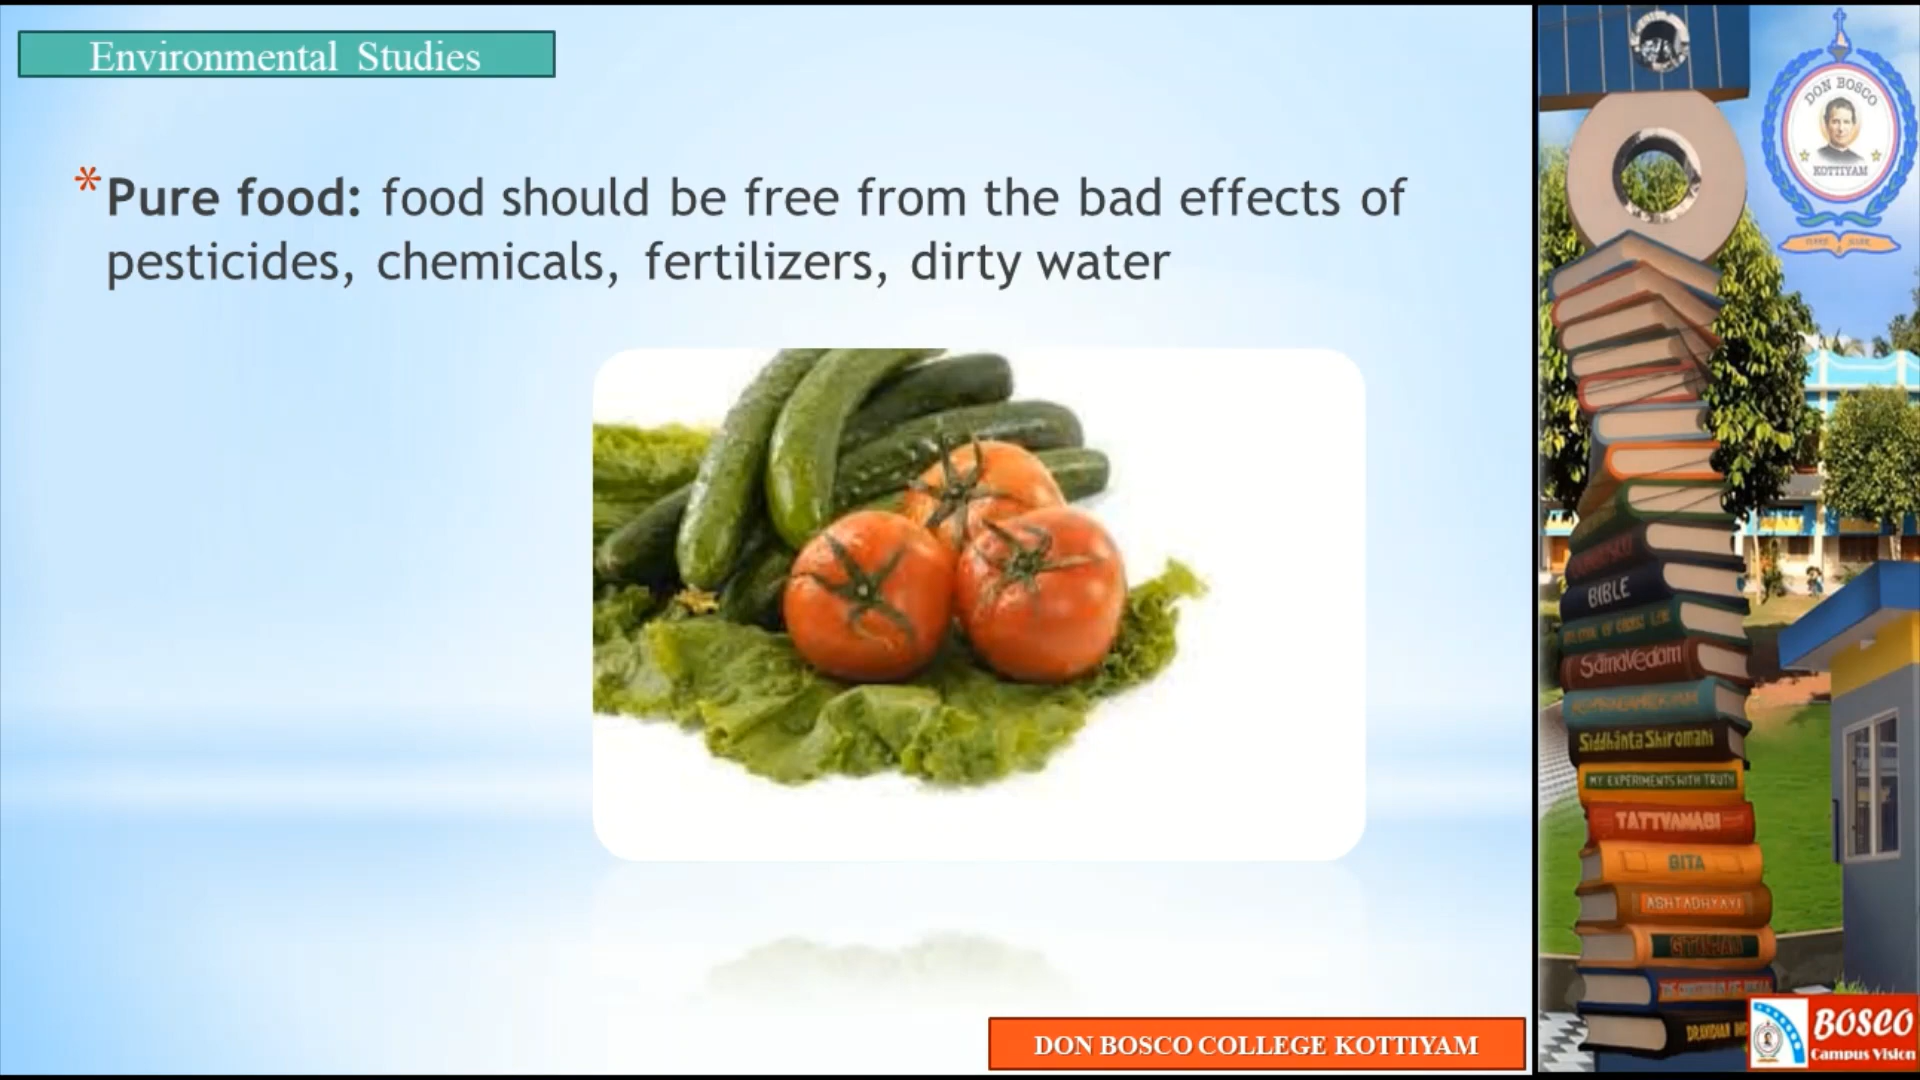 Environmental Studies
* Pure food: food should be free from the bad effects of
pesticides, chemicals, fertilizers, dirty water
DON BOSCO COLLEGE KOTTIYAM
DON BOSCO
KOTTIYAM
BIBLE
SamaVedam
Siddhanta Shiromani
MY EXPERIMENTS WITH TRUTH
TATTVAMASI
GITA
ASHTADHYAYI
BOSCO
Campus Vision